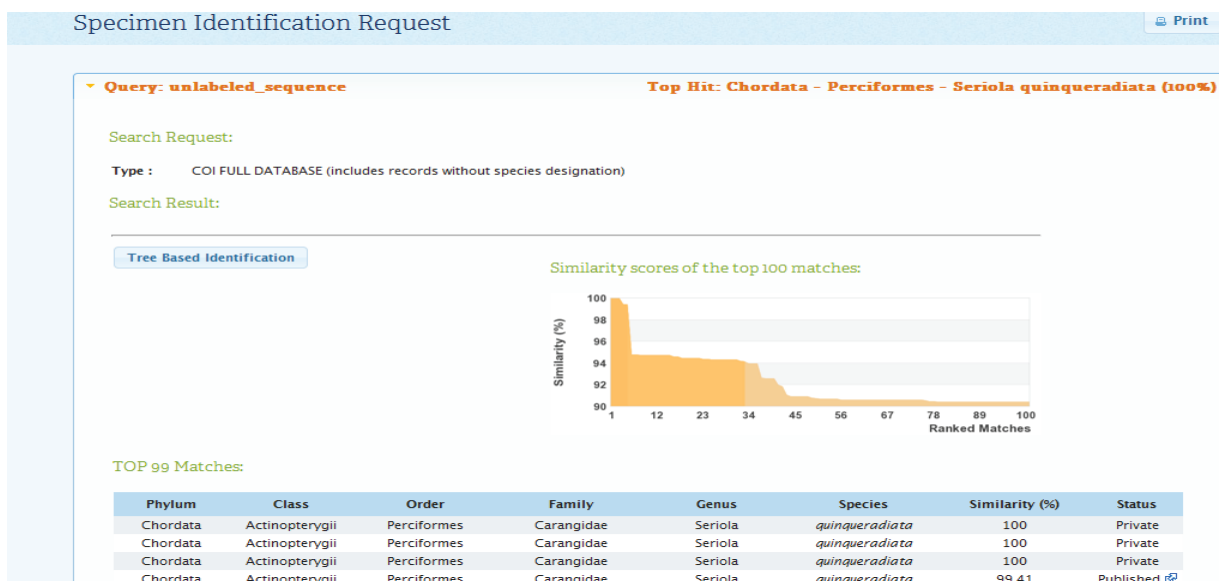 Specimen Identification Request
Print
Query: unlabeled_sequence Top Hit: Chordata - Perciformes - Seriola quinqueradiata (100%)
Search Request:
Type : COI FULL DATABASE (includes records without species designation)
Search Result:
Tree Based Identification
Similarity scores of the top 100 matches:
Similarity (%)
100
98
96
94
92
90
1 12 23 34 45 56 67 78 89 100
Ranked Matches
TOP 99 Matches:
Phylum Class Order Family Genus Species Similarity (%) Status
Chordata Actinopterygii Perciformes Carangidae Seriola quinqueradiata 100 Private
Chordata Actinopterygii Perciformes Carangidae Seriola quinqueradiata 100 Private
Chordata Actinopterygii Perciformes Carangidae Seriola quinqueradiata 100 Private
Chordata Actinopterygii Perciformes Carangidae Seriola quinqueradiata 99.41 Published